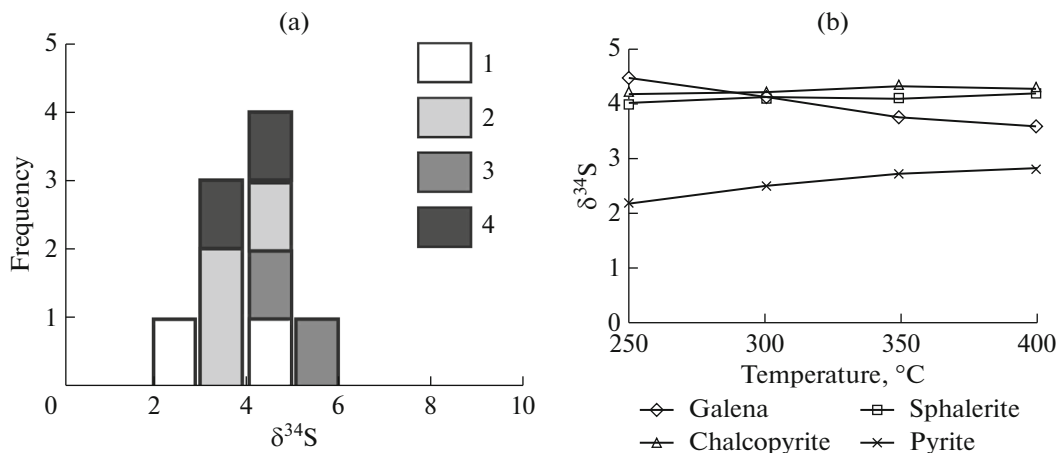 (a)
5
4
3
2
1
0
2
4
6
8
10
Frequency
δ³⁴S
1
2
3
4
(b)
5
4
3
2
1
0
250
300
350
400
δ³⁴S
Temperature, °C
Galena
Sphalerite
Chalcopyrite
Pyrite